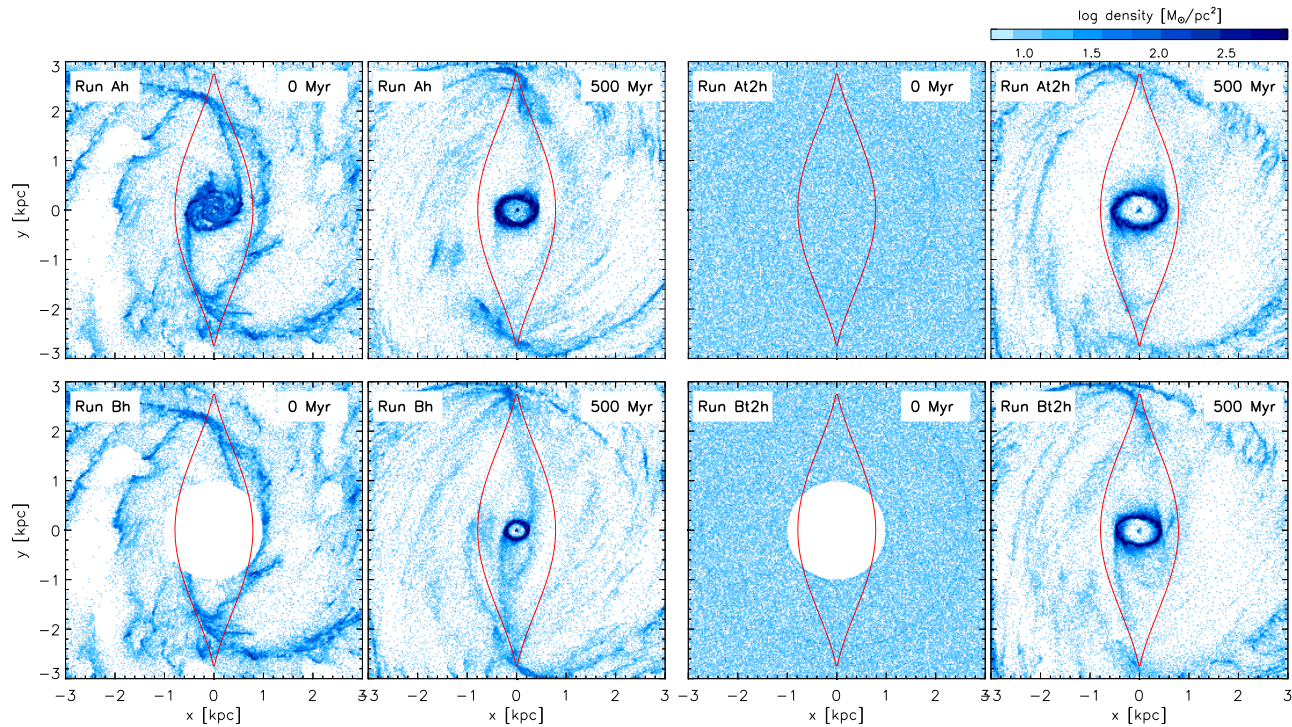 log density [M⊙/pc²]
1.0 1.5 2.0 2.5
Run Ah 0 Myr
Run Ah 500 Myr
Run At2h 0 Myr
Run At2h 500 Myr
3
2
1
0
-1
-2
-3
y [kpc]
Run Bh 0 Myr
Run Bh 500 Myr
Run Bt2h 0 Myr
Run Bt2h 500 Myr
3
2
1
0
-1
-2
-3
y [kpc]
-3 -2 -1 0 1 2 3
-3 -2 -1 0 1 2 3
-3 -2 -1 0 1 2 3
-3 -2 -1 0 1 2 3
x [kpc]
x [kpc]
x [kpc]
x [kpc]